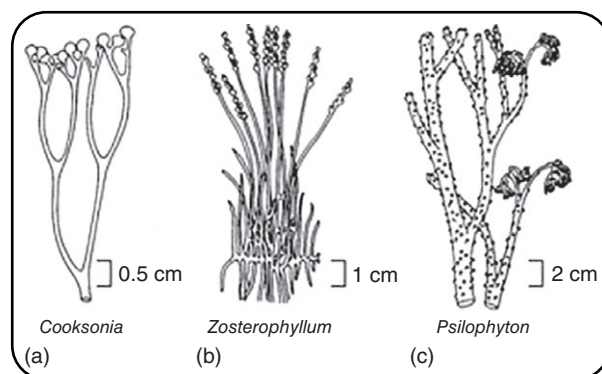 0.5 cm
1 cm
2 cm
Cooksonia
Zosterophyllum
Psilophyton
(a)
(b)
(c)